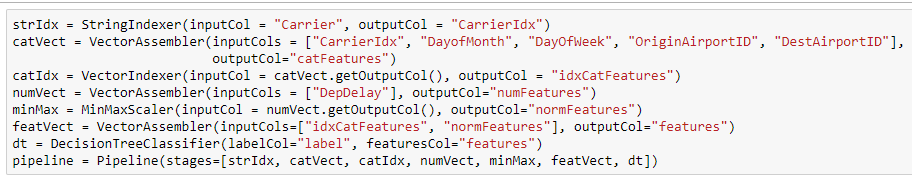 strIdx = StringIndexer(inputCol = "Carrier", outputCol = "CarrierIdx")
catVect = VectorAssembler(inputCols = ["CarrierIdx", "DayofMonth", "DayOfWeek", "OriginAirportID", "DestAirportID"],
                          outputCol="catFeatures")
catIdx = VectorIndexer(inputCol = catVect.getOutputCol(), outputCol = "idxCatFeatures")
numVect = VectorAssembler(inputCols = ["DepDelay"], outputCol="numFeatures")
minMax = MinMaxScaler(inputCol = numVect.getOutputCol(), outputCol="normFeatures")
featVect = VectorAssembler(inputCols=["idxCatFeatures", "normFeatures"], outputCol="features")
dt = DecisionTreeClassifier(labelCol="label", featuresCol="features")
pipeline = Pipeline(stages=[strIdx, catVect, catIdx, numVect, minMax, featVect, dt])